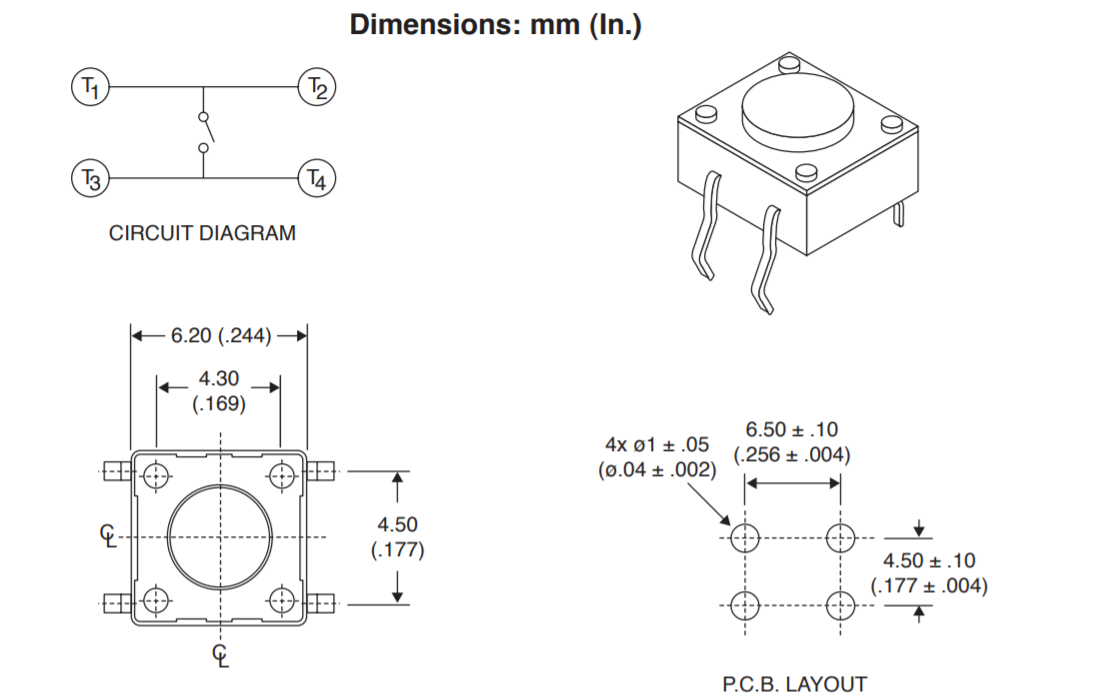 Dimensions: mm (In.)
T1
T2
T3
T4
CIRCUIT DIAGRAM
6.20 (.244)
4.30
(.169)
4.50
(.177)
℄
℄
4x ø1 ± .05
(ø.04 ± .002)
6.50 ± .10
(.256 ± .004)
4.50 ± .10
(.177 ± .004)
P.C.B. LAYOUT